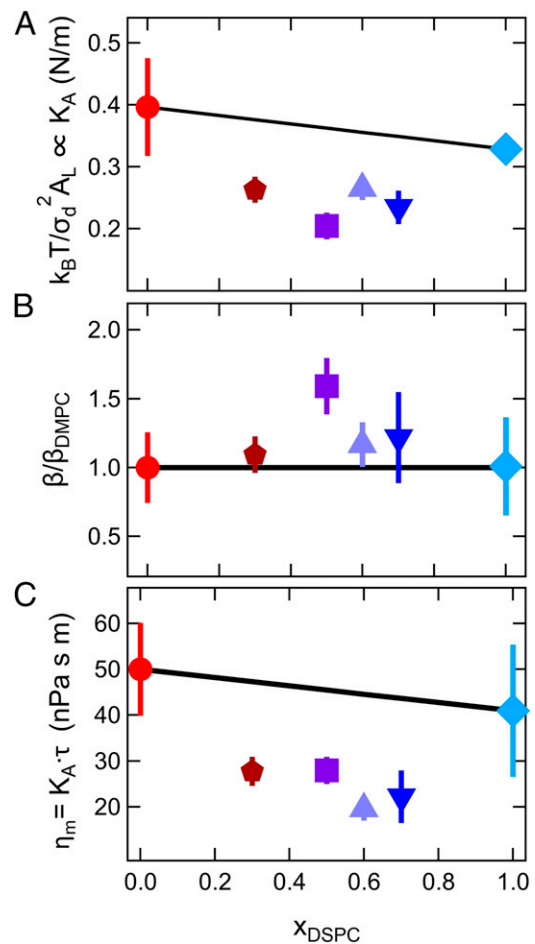 A
k_BT/σ_d²A_L ∝ K_A (N/m)
0.5
0.4
0.3
0.2
B
β/β_DMPC
2.0
1.5
1.0
0.5
C
η_m = K_A·τ (nPa s m)
60
50
40
30
20
0.0 0.2 0.4 0.6 0.8 1.0
x_DSPC